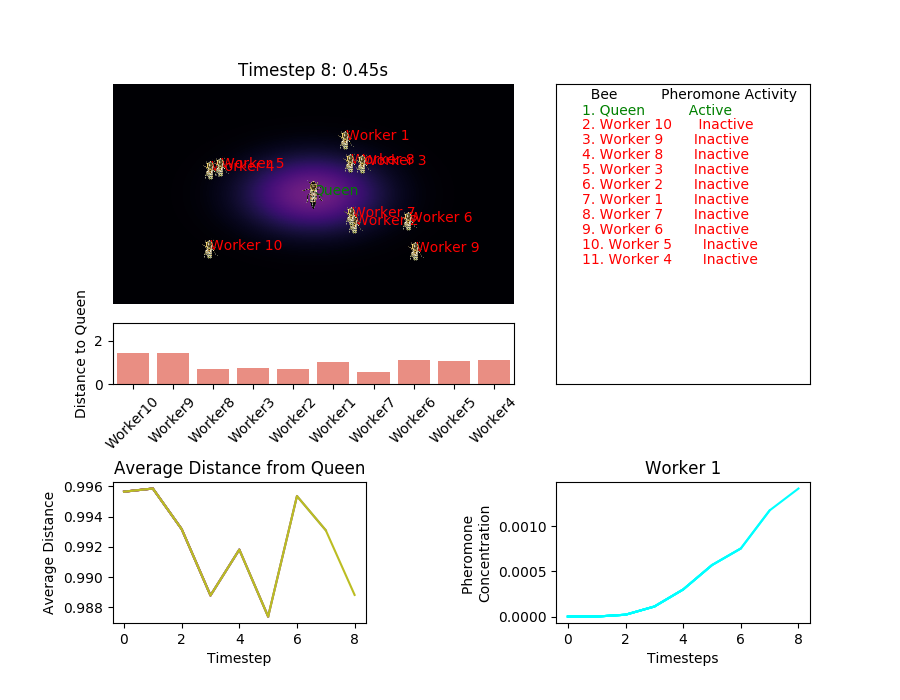 Timestep 8: 0.45s
Worker 1
Worker 8
Worker 3
Worker 5
Worker 4
Queen
Worker 7
Worker 2
Worker 6
Worker 10
Worker 9
Bee Pheromone Activity
1. Queen Active
2. Worker 10 Inactive
3. Worker 9 Inactive
4. Worker 8 Inactive
5. Worker 3 Inactive
6. Worker 2 Inactive
7. Worker 1 Inactive
8. Worker 7 Inactive
9. Worker 6 Inactive
10. Worker 5 Inactive
11. Worker 4 Inactive
Distance to Queen
2
0
Worker10
Worker9
Worker8
Worker3
Worker2
Worker1
Worker7
Worker6
Worker5
Worker4
Average Distance from Queen
Average Distance
0.996
0.994
0.992
0.990
0.988
0 2 4 6 8
Timestep
Worker 1
Pheromone
Concentration
0.0010
0.0005
0.0000
0 2 4 6 8
Timesteps